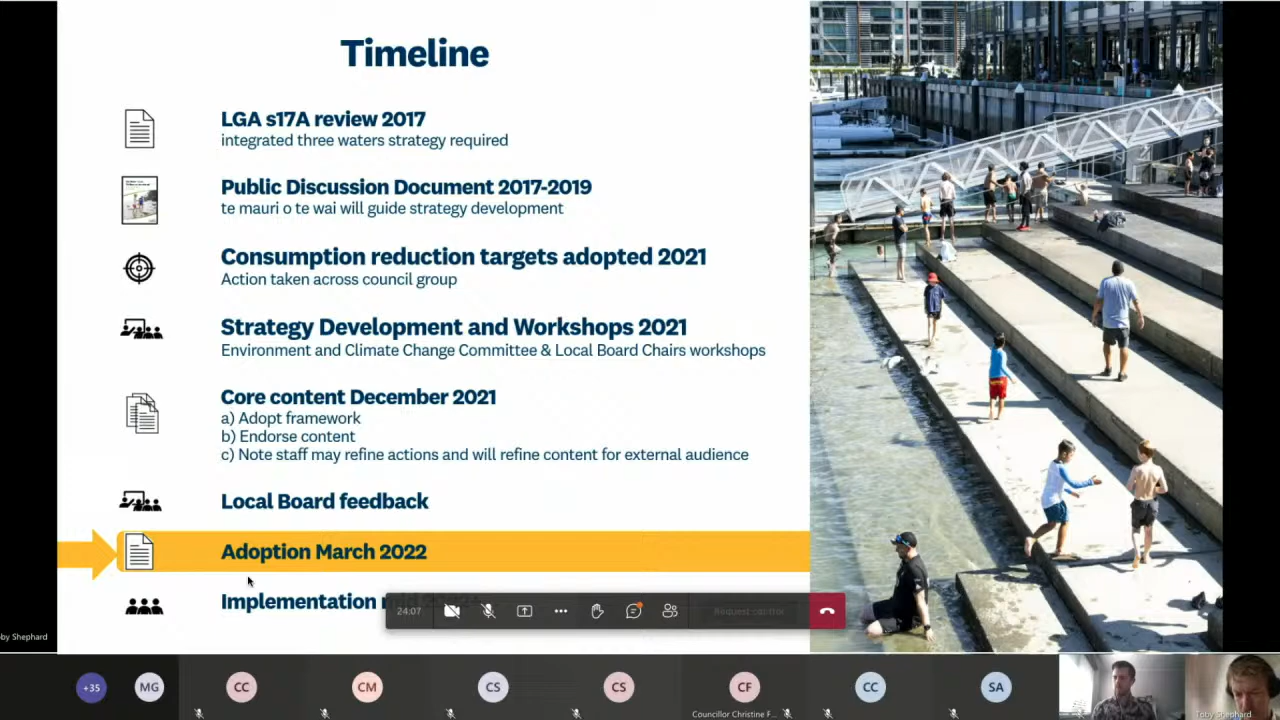 Timeline
LGA s17A review 2017
integrated three waters strategy required
Public Discussion Document 2017-2019
te mauri o te wai will guide strategy development
Consumption reduction targets adopted 2021
Action taken across council group
Strategy Development and Workshops 2021
Environment and Climate Change Committee & Local Board Chairs workshops
Core content December 2021
a) Adopt framework
b) Endorse content
c) Note staff may refine actions and will refine content for external audience
Local Board feedback
Adoption March 2022
Implementation
24:07
Request control
by Shephard
+35
MG
CC
CM
CS
CS
CF
CC
SA
Councillor Christine F...
Toby Shephard